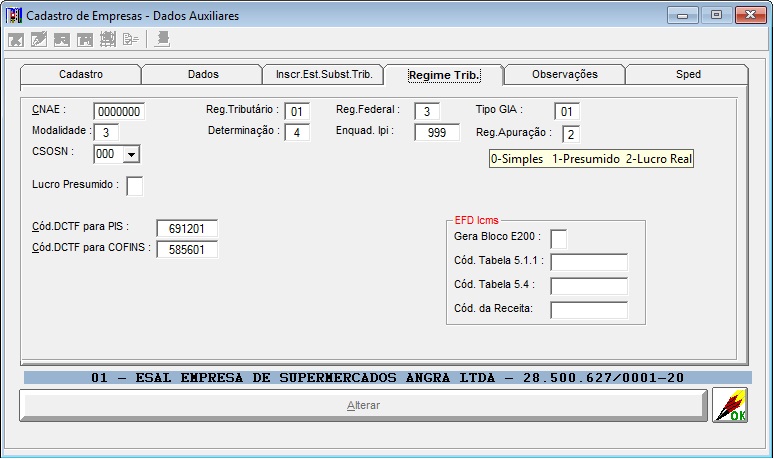 Cadastro de Empresas - Dados Auxiliares
Cadastro Dados Inscr.Est.Subst.Trib. Regime Trib. Observações Sped
CNAE : 0000000 Reg.Tributário : 01 Reg.Federal : 3 Tipo GIA : 01
Modalidade : 3 Determinação : 4 Enquad. Ipi : 999 Reg.Apuração : 2
CSOSN : 000
0-Simples 1-Presumido 2-Lucro Real
Lucro Presumido :
Cód.DCTF para PIS : 691201
Cód.DCTF para COFINS : 585601
EFD Icms
Gera Bloco E200 :
Cód. Tabela 5.1.1 :
Cód. Tabela 5.4 :
Cód. da Receita:
01 - ESAL EMPRESA DE SUPERMERCADOS ANGRA LTDA - 28.500.627/0001-20
Alterar
OK